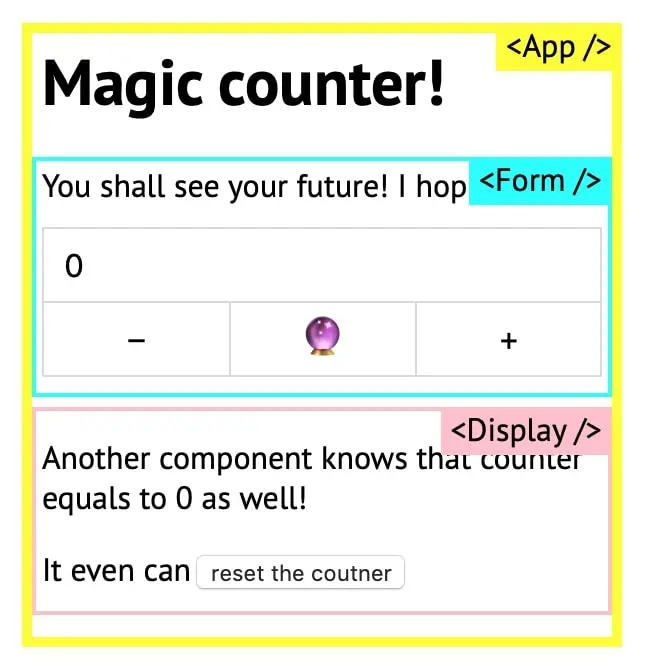 <App />
Magic counter!
<Form />
You shall see your future! I hop
0
–
+
<Display />
Another component knows that counter
equals to 0 as well!
It even can reset the coutner